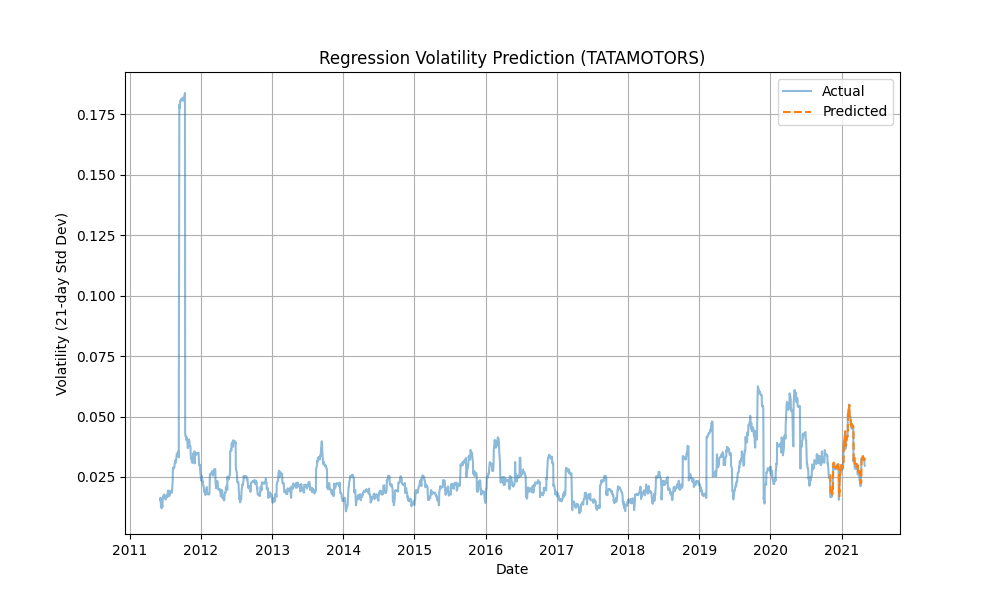 Regression Volatility Prediction (TATAMOTORS)
Actual
Predicted
0.175
0.150
0.125
0.100
0.075
0.050
0.025
Volatility (21-day Std Dev)
2011 2012 2013 2014 2015 2016 2017 2018 2019 2020 2021
Date